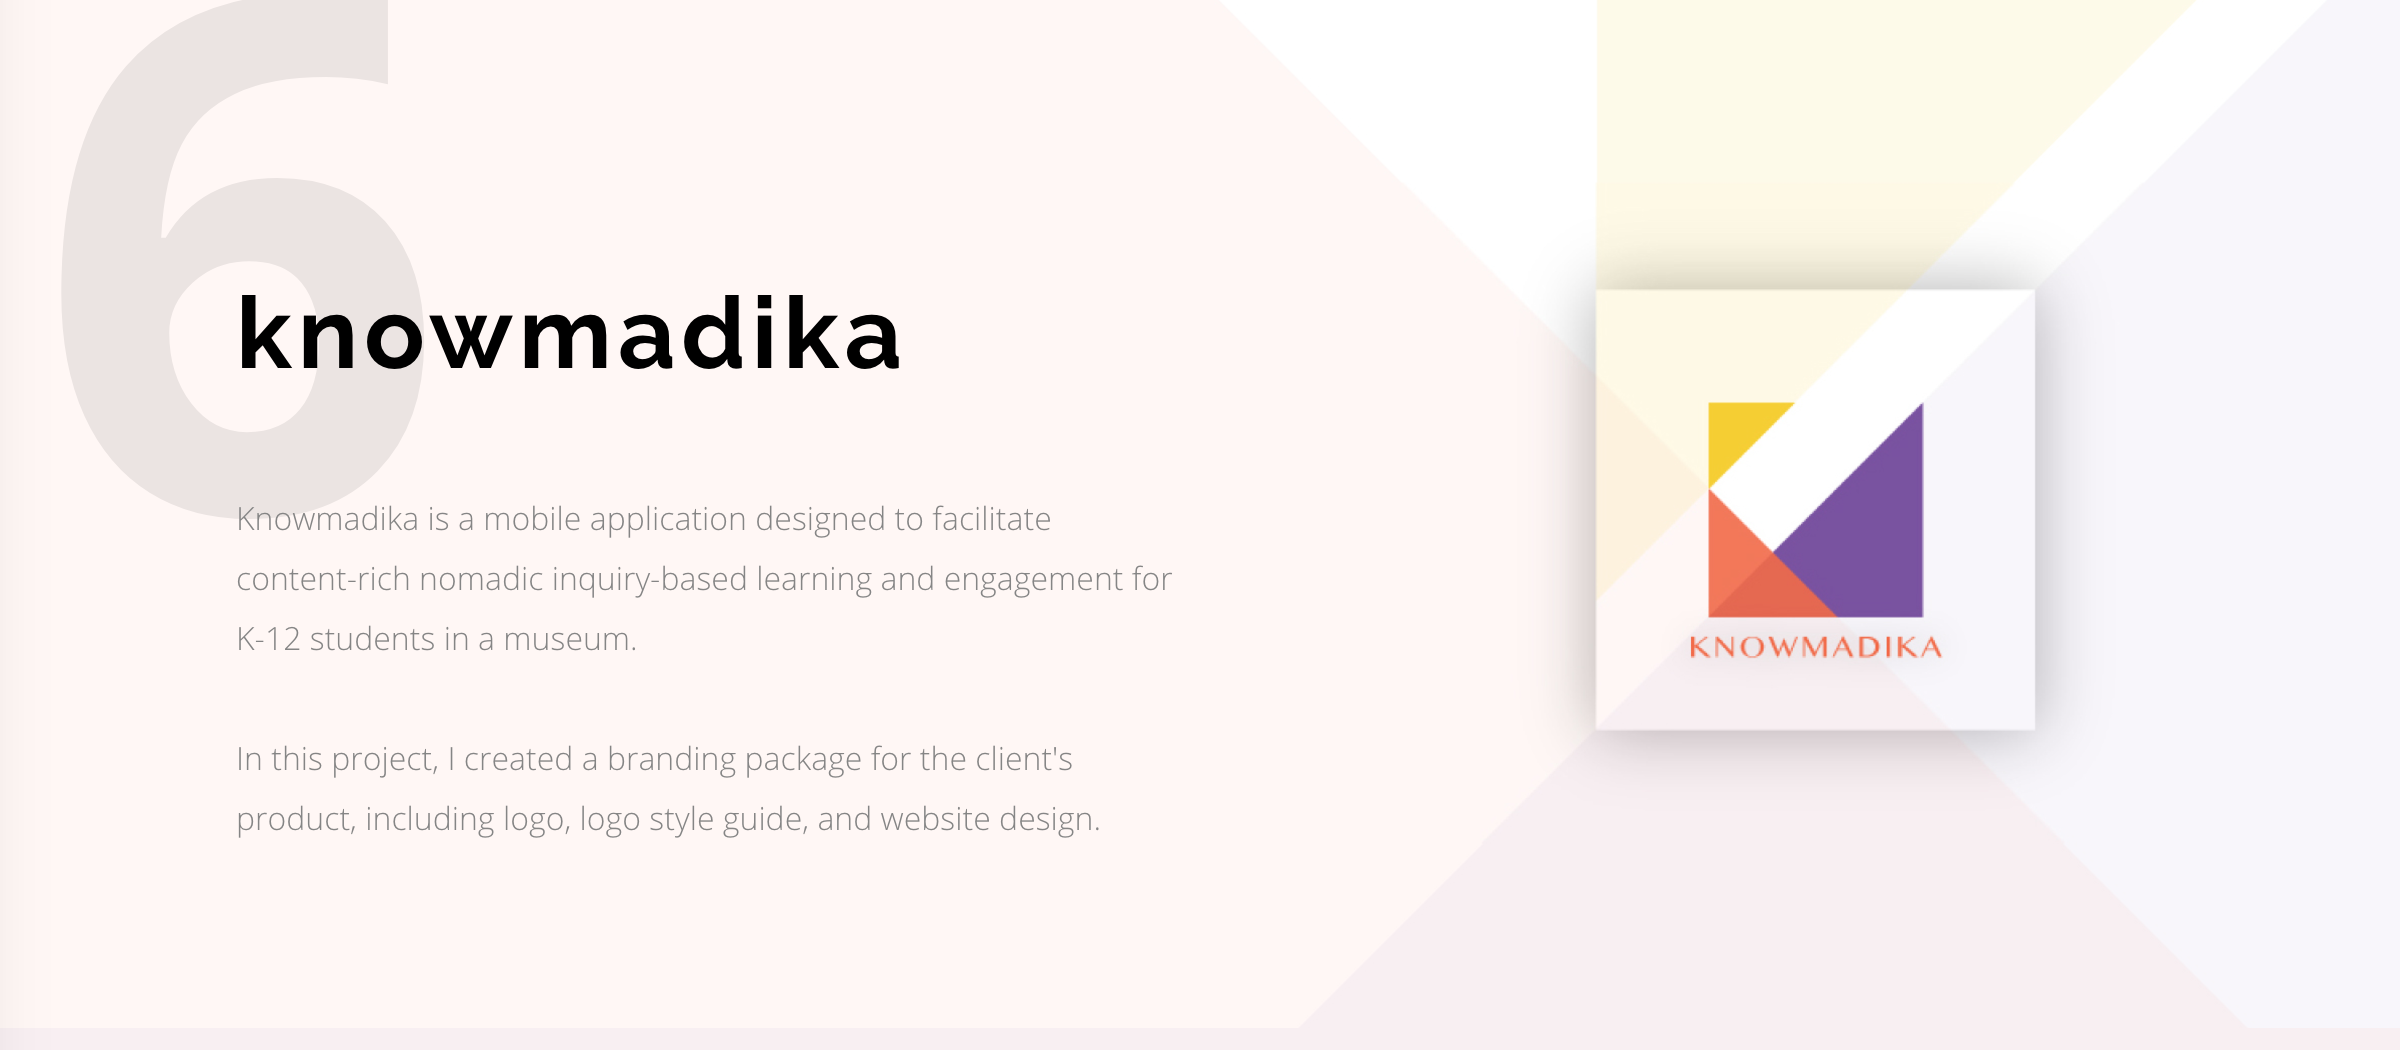 6
knowmadika
Knowmadika is a mobile application designed to facilitate
content-rich nomadic inquiry-based learning and engagement for
K-12 students in a museum.
In this project, I created a branding package for the client's
product, including logo, logo style guide, and website design.
KNOWMADIKA